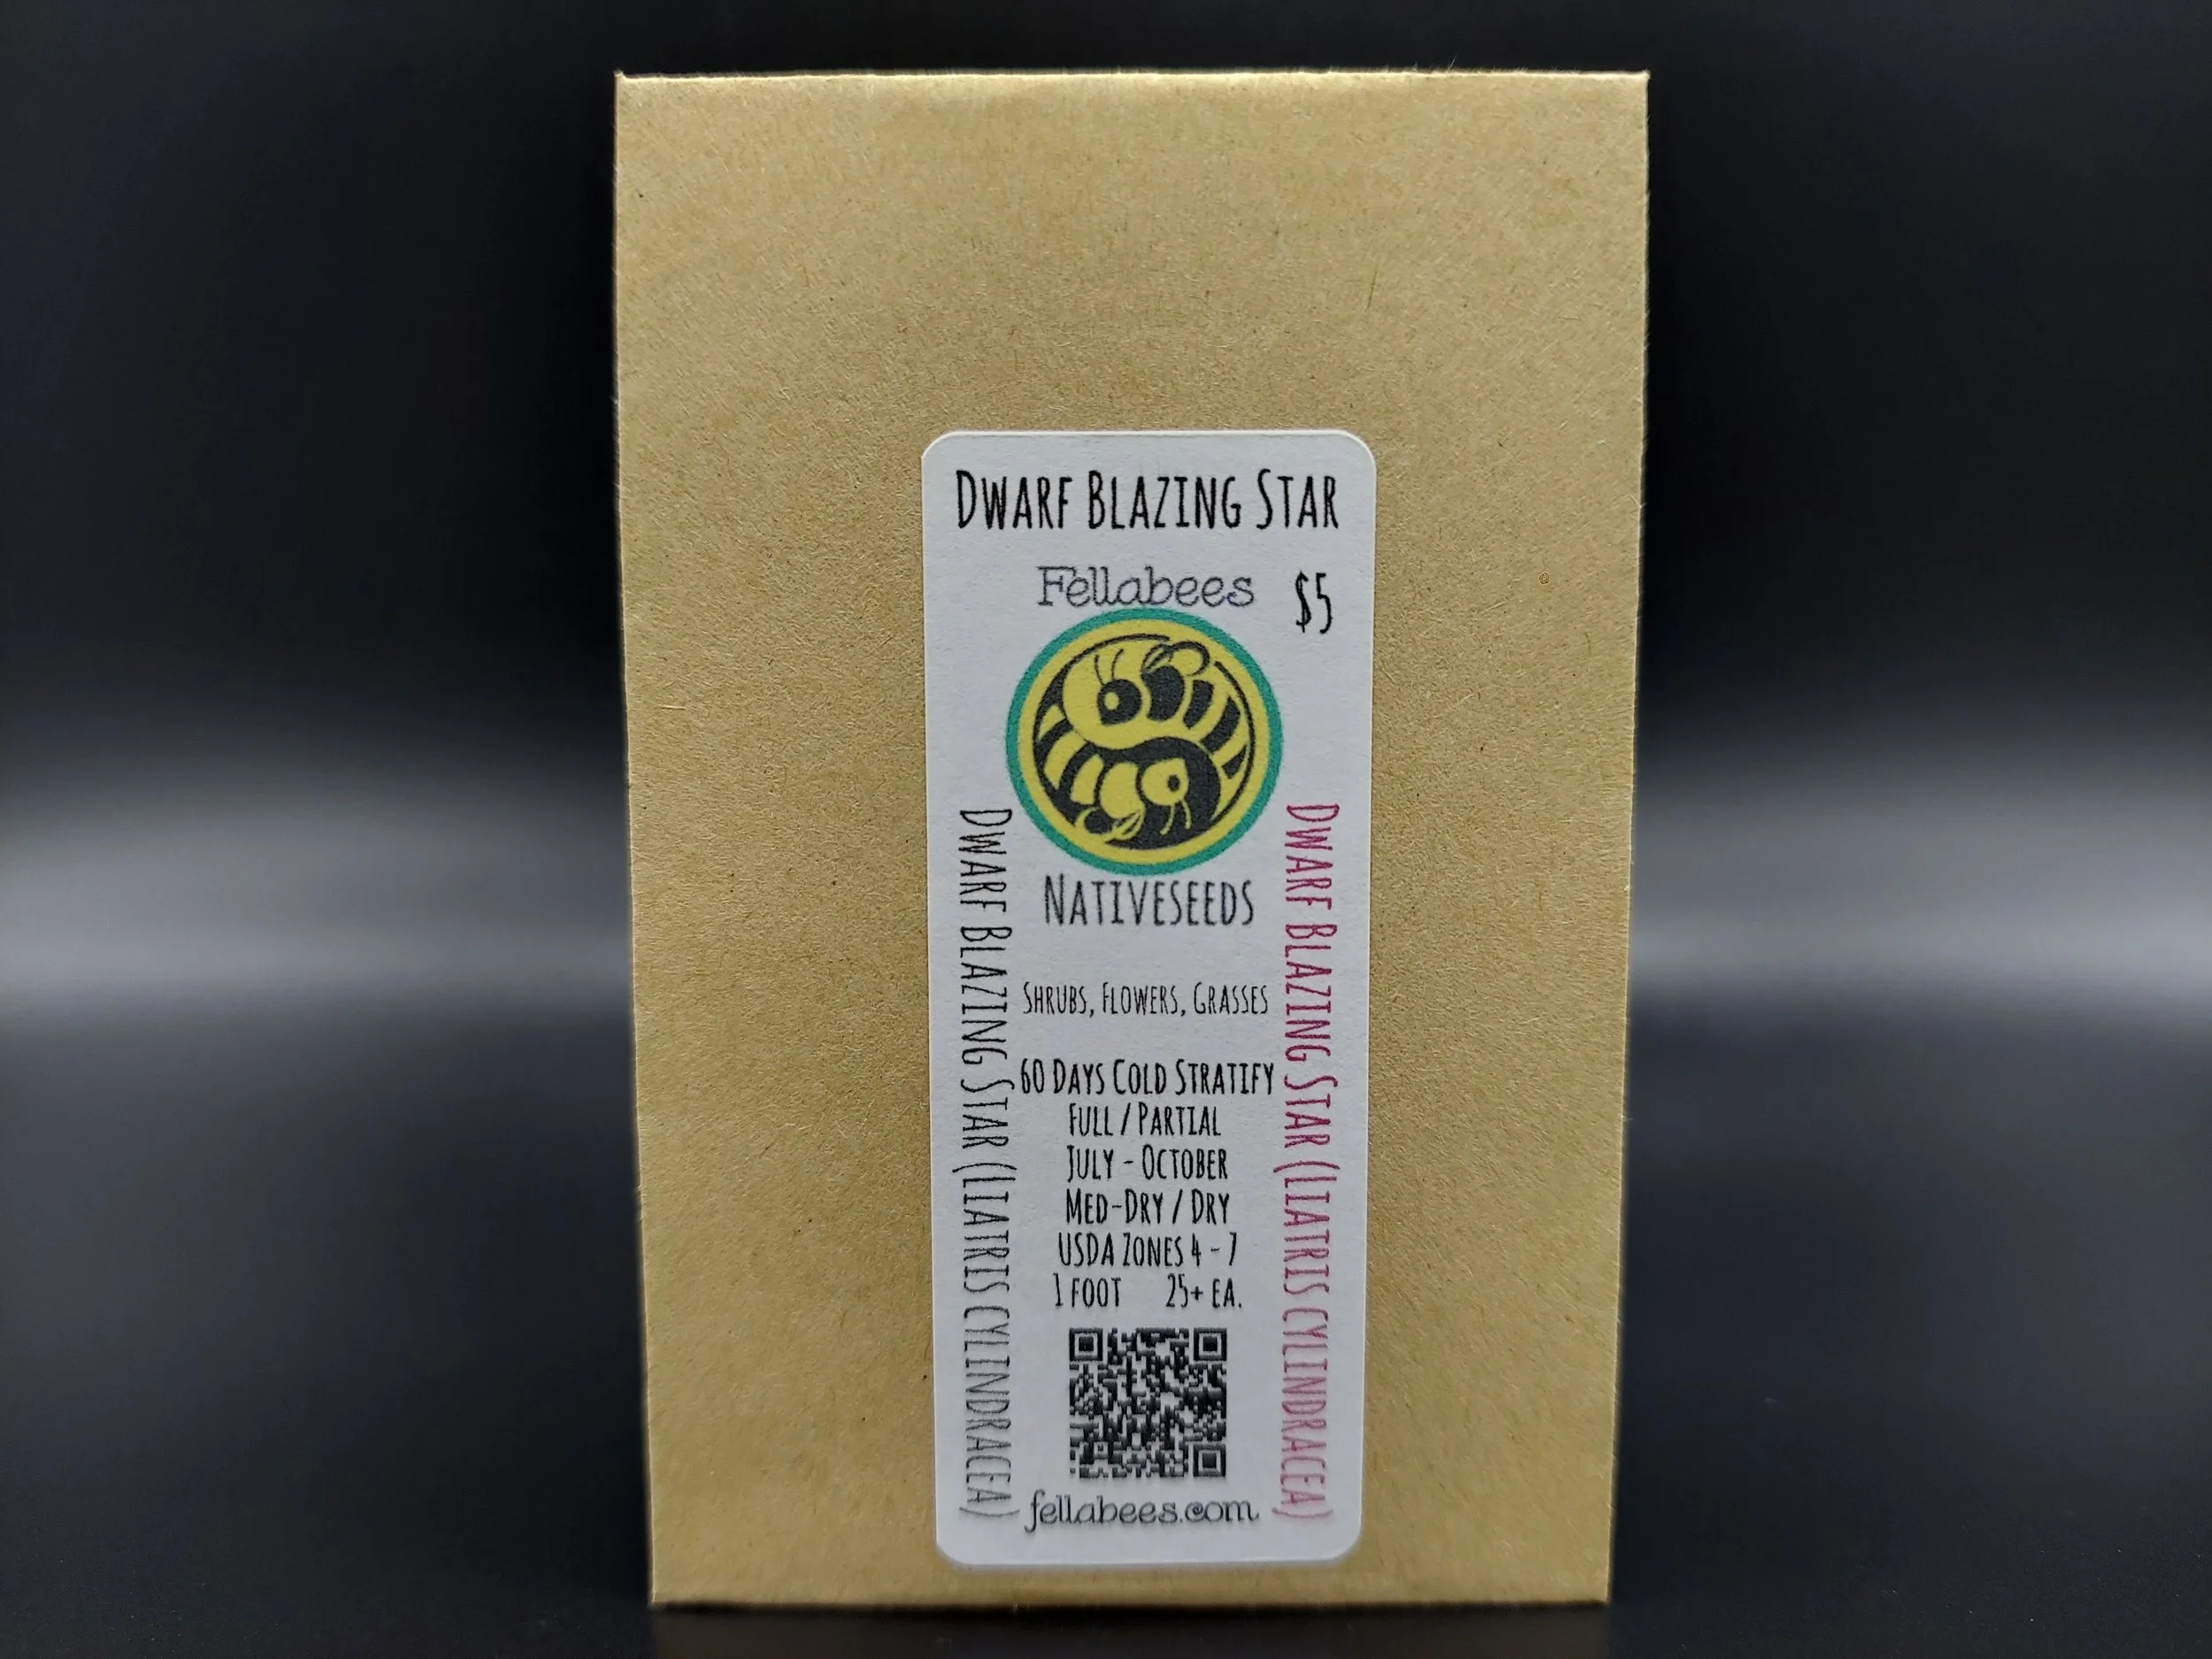 DWARF BLAZING STAR
Fellabees
$5
NATIVESEEDS
SHRUBS, FLOWERS, GRASSES
60 DAYS COLD STRATIFY
FULL / PARTIAL
JULY - OCTOBER
MED-DRY / DRY
USDA ZONES 4 - 7
1 FOOT 25+ EA.
fellabees.com
DWARF BLAZING STAR (LIATRIS CYLINDRACEA)
DWARF BLAZING STAR (LIATRIS CYLINDRACEA)